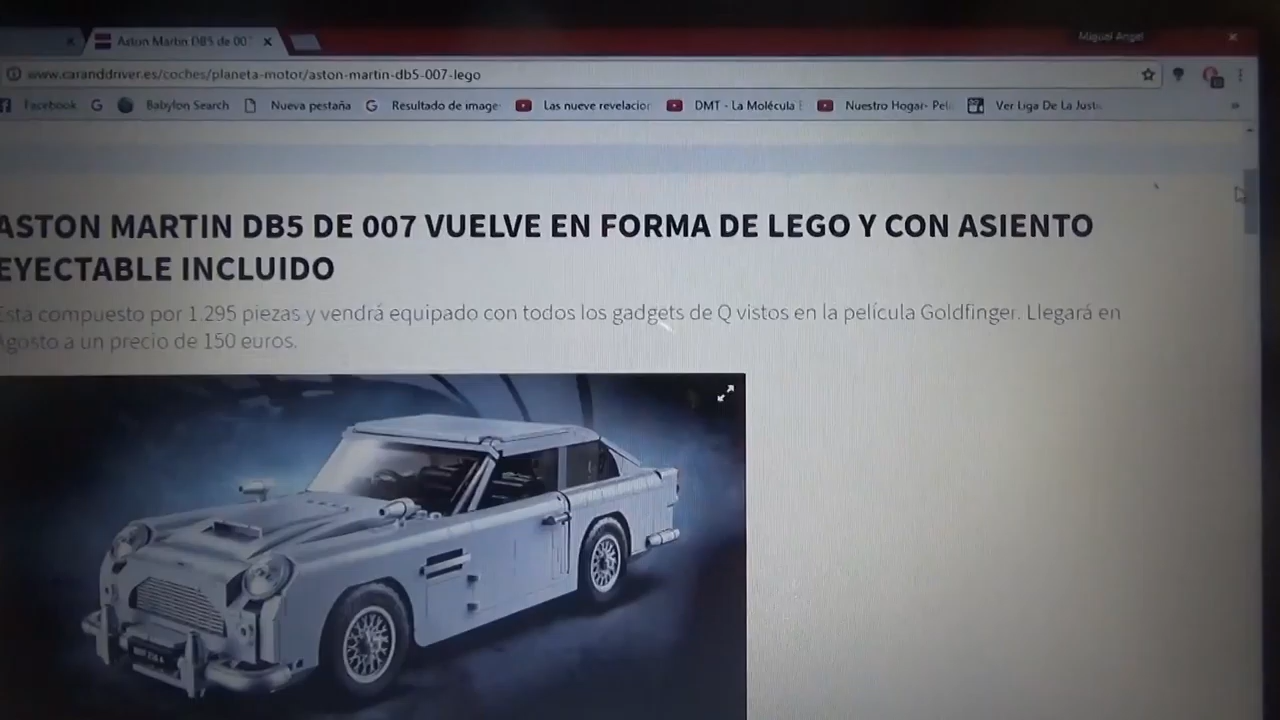 Aston Martin DB5 de 007
Miguel Angel
www.caranddriver.es/coches/planeta-motor/aston-martin-db5-007-lego
Facebook
Babylon Search
Nueva pestaña
Resultado de image
Las nueve revelacion
DMT - La Molécula
Nuestro Hogar- Pel
Ver Liga De La Justi
ASTON MARTIN DB5 DE 007 VUELVE EN FORMA DE LEGO Y CON ASIENTO
EYECTABLE INCLUIDO
Esta compuesto por 1.295 piezas y vendrá equipado con todos los gadgets de Q vistos en la película Goldfinger. Llegará en
Agosto a un precio de 150 euros.